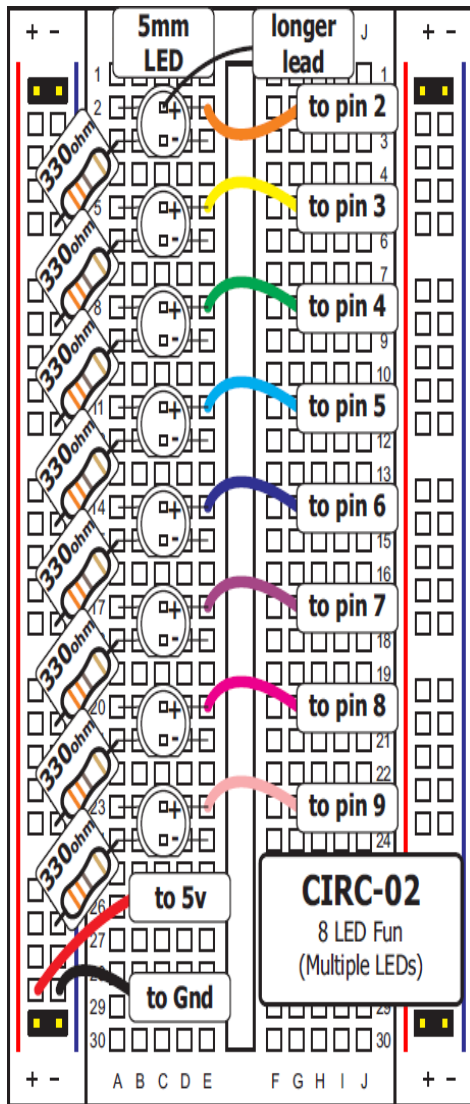 + -
5mm
LED
longer
lead
J
+ -
1
1
2
+
to pin 2
-
3
330ohm
4
5
+
to pin 3
-
6
330ohm
7
8
+
to pin 4
-
9
330ohm
10
11
+
to pin 5
-
12
330ohm
13
14
+
to pin 6
-
15
330ohm
16
17
+
to pin 7
-
18
330ohm
19
20
+
to pin 8
-
21
330ohm
22
23
+
to pin 9
-
24
330ohm
CIRC-02
8 LED Fun
(Multiple LEDs)
to 5v
26
27
28
to Gnd
29
29
30
30
+ -
A B C D E
F G H I J
+ -